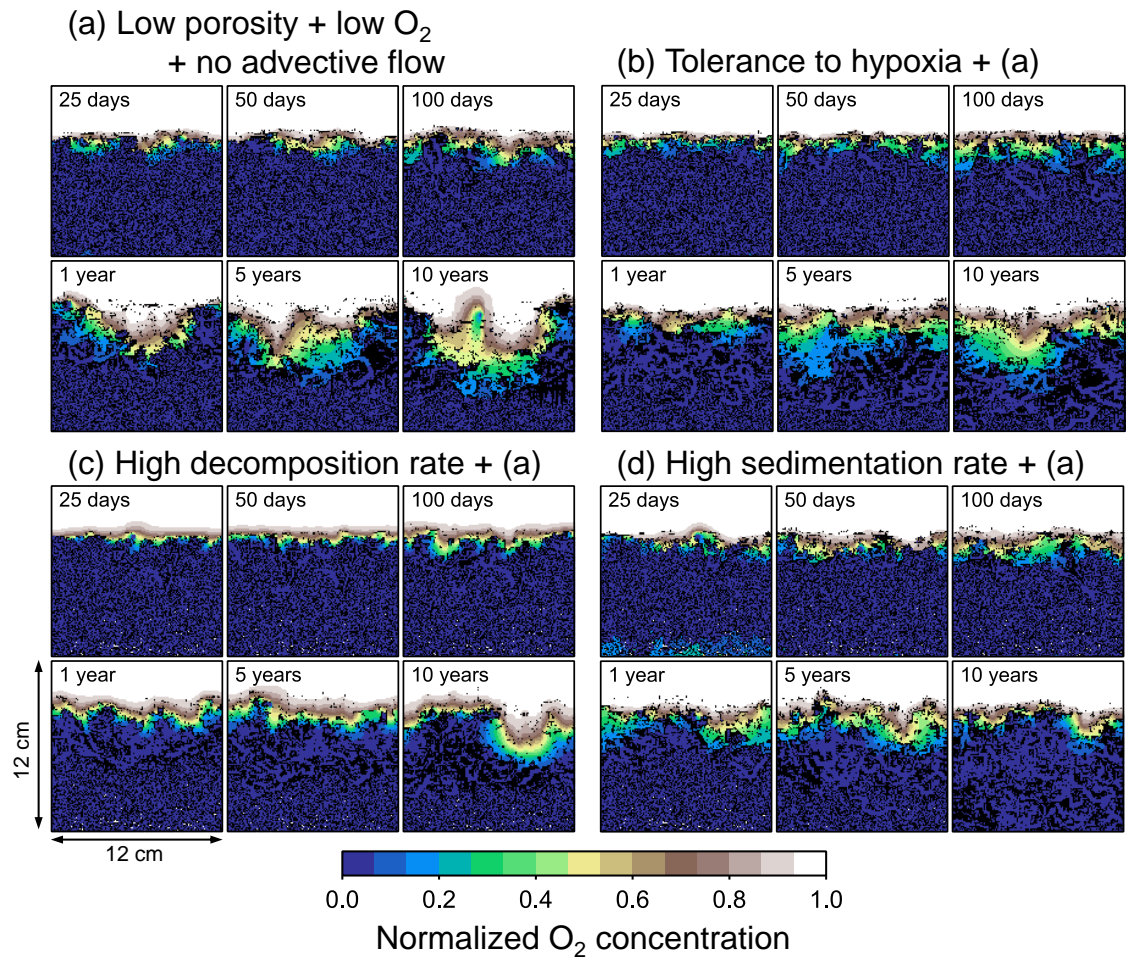 (a) Low porosity + low O₂
+ no advective flow
25 days
50 days
100 days
1 year
5 years
10 years
(b) Tolerance to hypoxia + (a)
25 days
50 days
100 days
1 year
5 years
10 years
(c) High decomposition rate + (a)
25 days
50 days
100 days
1 year
5 years
10 years
12 cm
12 cm
(d) High sedimentation rate + (a)
25 days
50 days
100 days
1 year
5 years
10 years
0.0 0.2 0.4 0.6 0.8 1.0
Normalized O₂ concentration